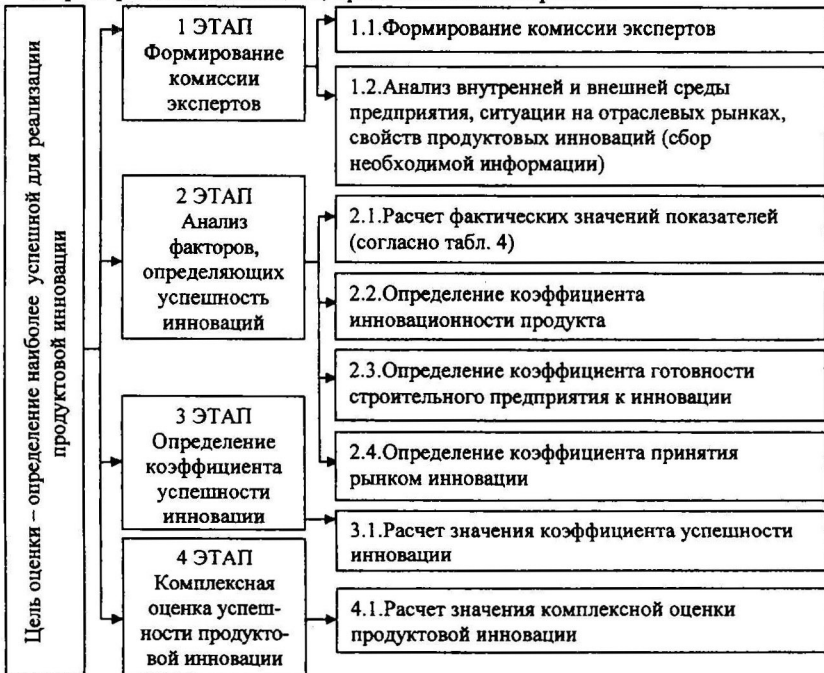 Цель оценки – определение наиболее успешной для реализации
продуктовой инновации
1 ЭТАП
Формирование
комиссии
экспертов
1.1.Формирование комиссии экспертов
1.2.Анализ внутренней и внешней среды
предприятия, ситуации на отраслевых рынках,
свойств продуктовых инноваций (сбор
необходимой информации)
2 ЭТАП
Анализ
факторов,
определяющих
успешность
инноваций
2.1.Расчет фактических значений показателей
(согласно табл. 4)
2.2.Определение коэффициента
инновационности продукта
2.3.Определение коэффициента готовности
строительного предприятия к инновации
2.4.Определение коэффициента принятия
рынком инновации
3 ЭТАП
Определение
коэффициента
успешности
инновации
3.1.Расчет значения коэффициента успешности
инновации
4 ЭТАП
Комплексная
оценка успеш-
ности продукто-
вой инновации
4.1.Расчет значения комплексной оценки
продуктовой инновации